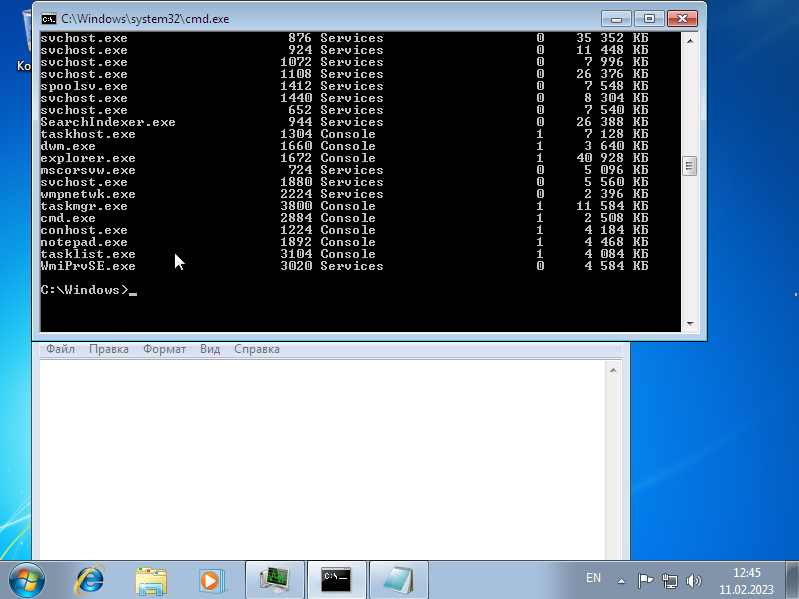 C:\Windows\system32\cmd.exe
svchost.exe 876 Services 0 35 352 КБ
svchost.exe 924 Services 0 11 448 КБ
svchost.exe 1072 Services 0 7 996 КБ
svchost.exe 1108 Services 0 26 376 КБ
spoolsv.exe 1412 Services 0 7 548 КБ
svchost.exe 1440 Services 0 8 304 КБ
svchost.exe 652 Services 0 7 540 КБ
SearchIndexer.exe 944 Services 0 26 388 КБ
taskhost.exe 1304 Console 1 7 128 КБ
dwm.exe 1660 Console 1 3 640 КБ
explorer.exe 1672 Console 1 40 928 КБ
mscorsvw.exe 724 Services 0 5 096 КБ
svchost.exe 1880 Services 0 5 560 КБ
wmpnetwk.exe 2224 Services 0 2 396 КБ
taskmgr.exe 3800 Console 1 11 584 КБ
cmd.exe 2884 Console 1 2 508 КБ
conhost.exe 1224 Console 1 4 184 КБ
notepad.exe 1892 Console 1 4 468 КБ
tasklist.exe 3104 Console 1 4 084 КБ
WmiPrvSE.exe 3020 Services 0 4 584 КБ
C:\Windows>_
Ко
Файл Правка Формат Вид Справка
EN
12:45
11.02.2023